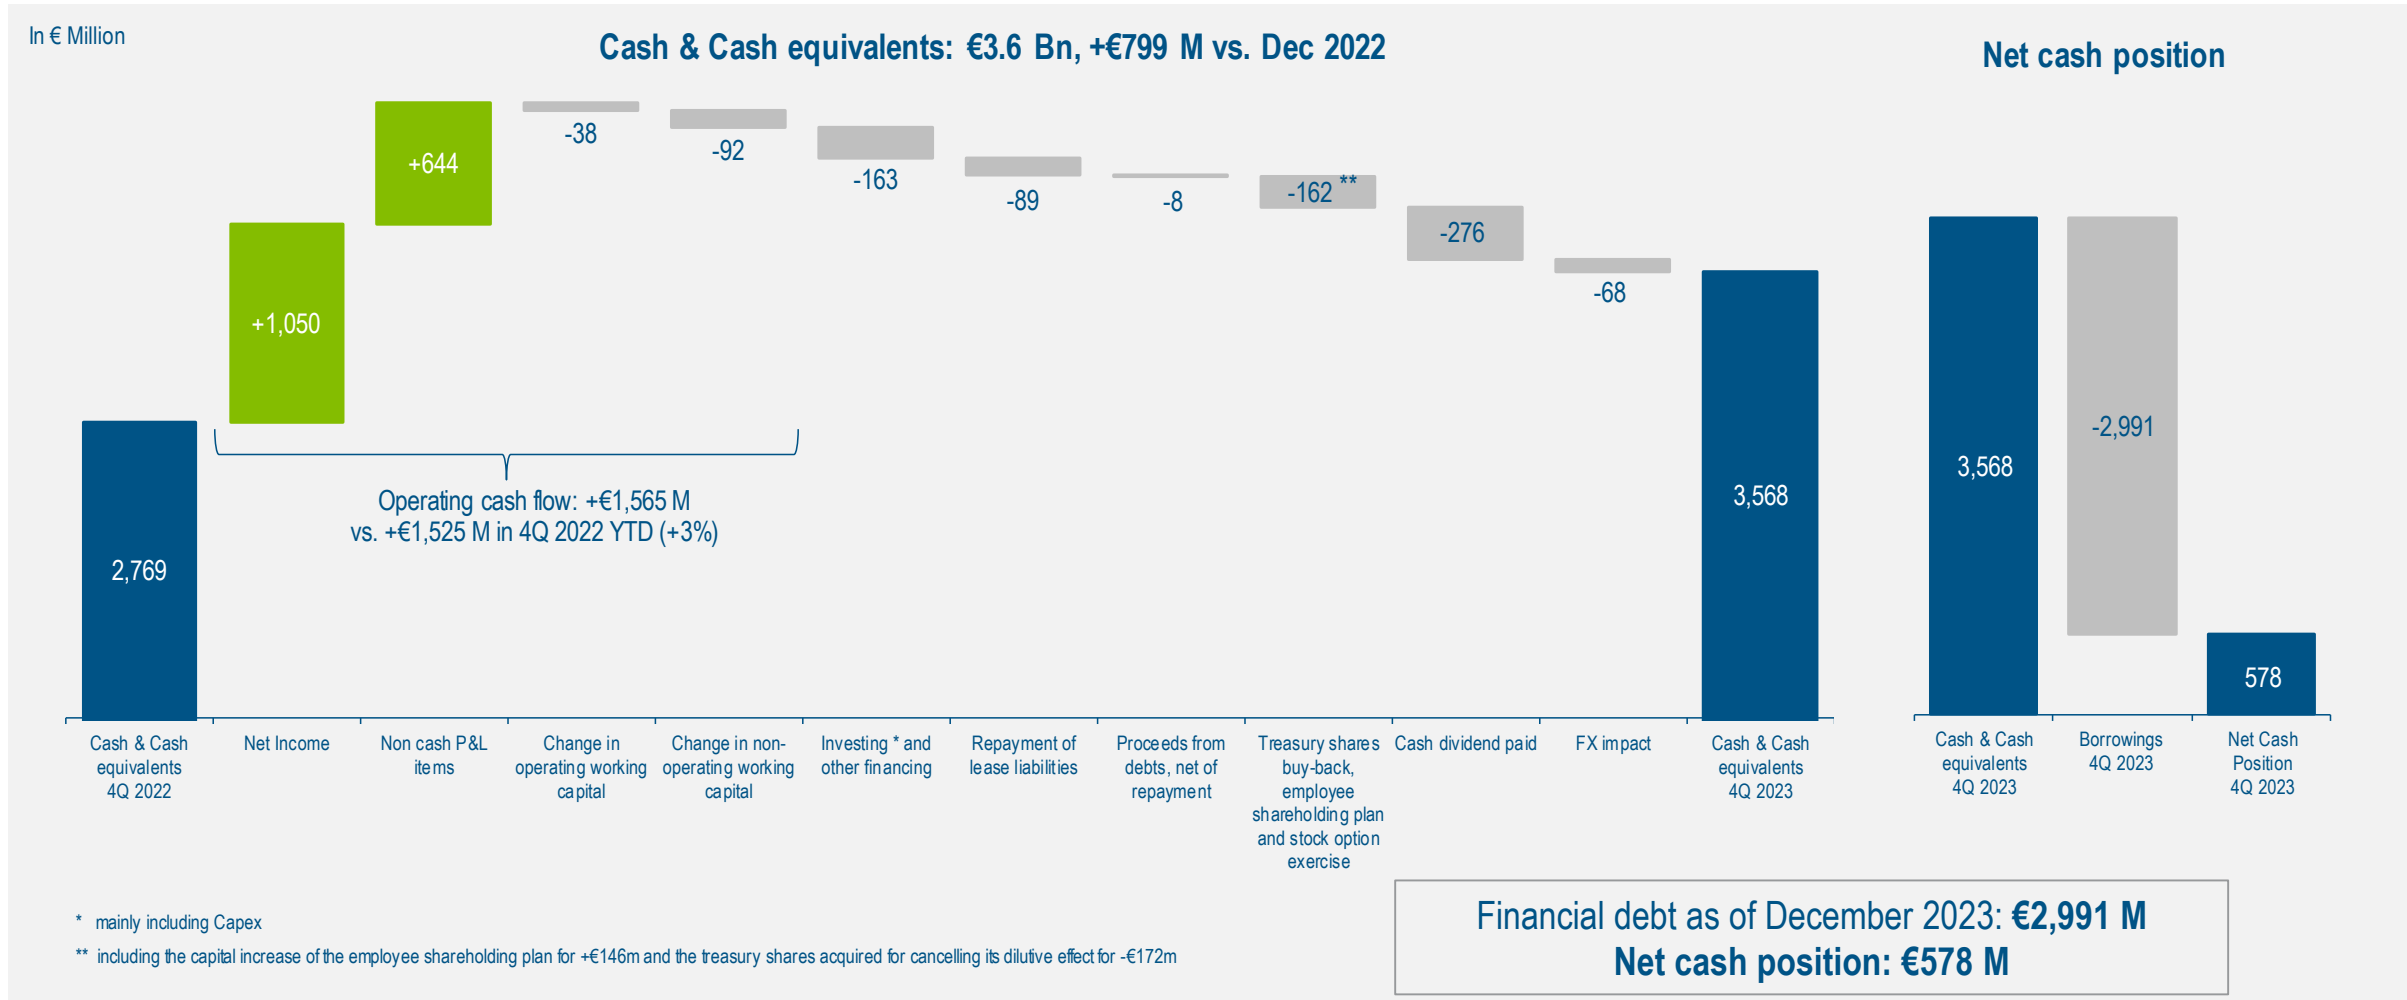 In € Million
Cash & Cash equivalents: €3.6 Bn, +€799 M vs. Dec 2022
Net cash position
2,769
+1,050
+644
-38
-92
-163
-89
-8
-162 **
-276
-68
3,568
Operating cash flow: +€1,565 M
vs. +€1,525 M in 4Q 2022 YTD (+3%)
Cash & Cash
equivalents
4Q 2022
Net Income
Non cash P&L
items
Change in
operating working
capital
Change in non-
operating working
capital
Investing * and
other financing
Repayment of
lease liabilities
Proceeds from
debts, net of
repayment
Treasury shares
buy-back,
employee
shareholding plan
and stock option
exercise
Cash dividend paid
FX impact
Cash & Cash
equivalents
4Q 2023
3,568
-2,991
578
Cash & Cash
equivalents
4Q 2023
Borrowings
4Q 2023
Net Cash
Position
4Q 2023
* mainly including Capex
** including the capital increase of the employee shareholding plan for +€146m and the treasury shares acquired for cancelling its dilutive effect for -€172m
Financial debt as of December 2023: €2,991 M
Net cash position: €578 M